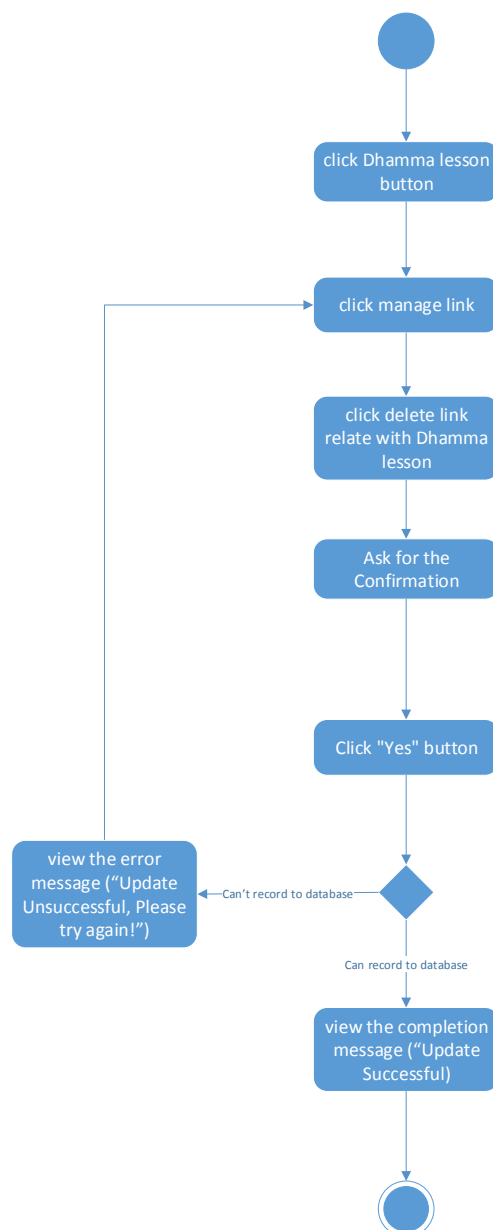 click Dhamma lesson
button
click manage link
click delete link
relate with Dhamma
lesson
Ask for the
Confirmation
Click "Yes" button
view the error
message (“Update
Unsuccessful, Please
try again!”)
Can’t record to database
Can record to database
view the completion
message (“Update
Successful)